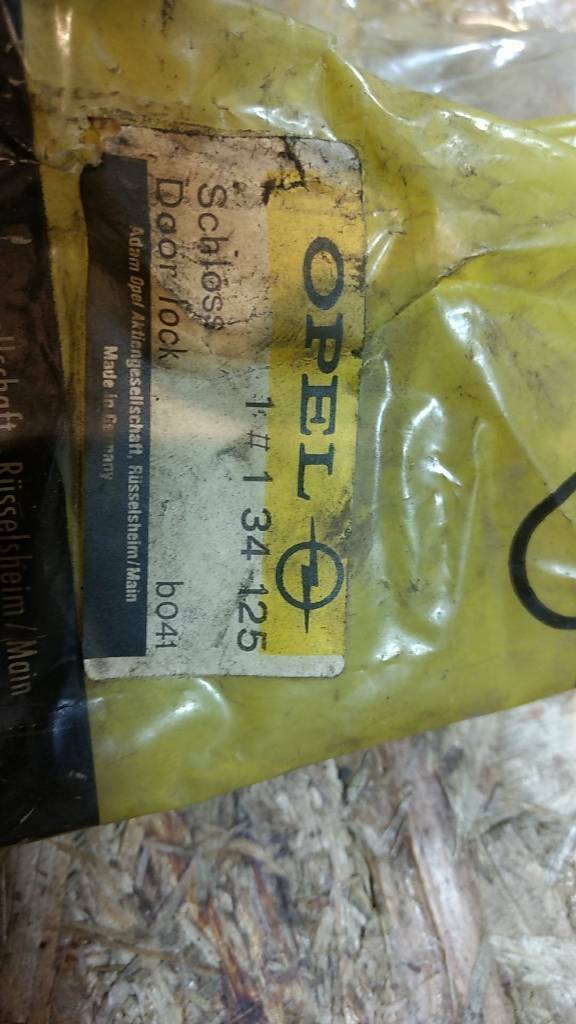 OPEL
1 # 1 34 125
Schloss
Door lock b041
Adam Opel Aktiengesellschaft, Rüsselsheim/Main
Made in Germany
Rüsselsheim / Main